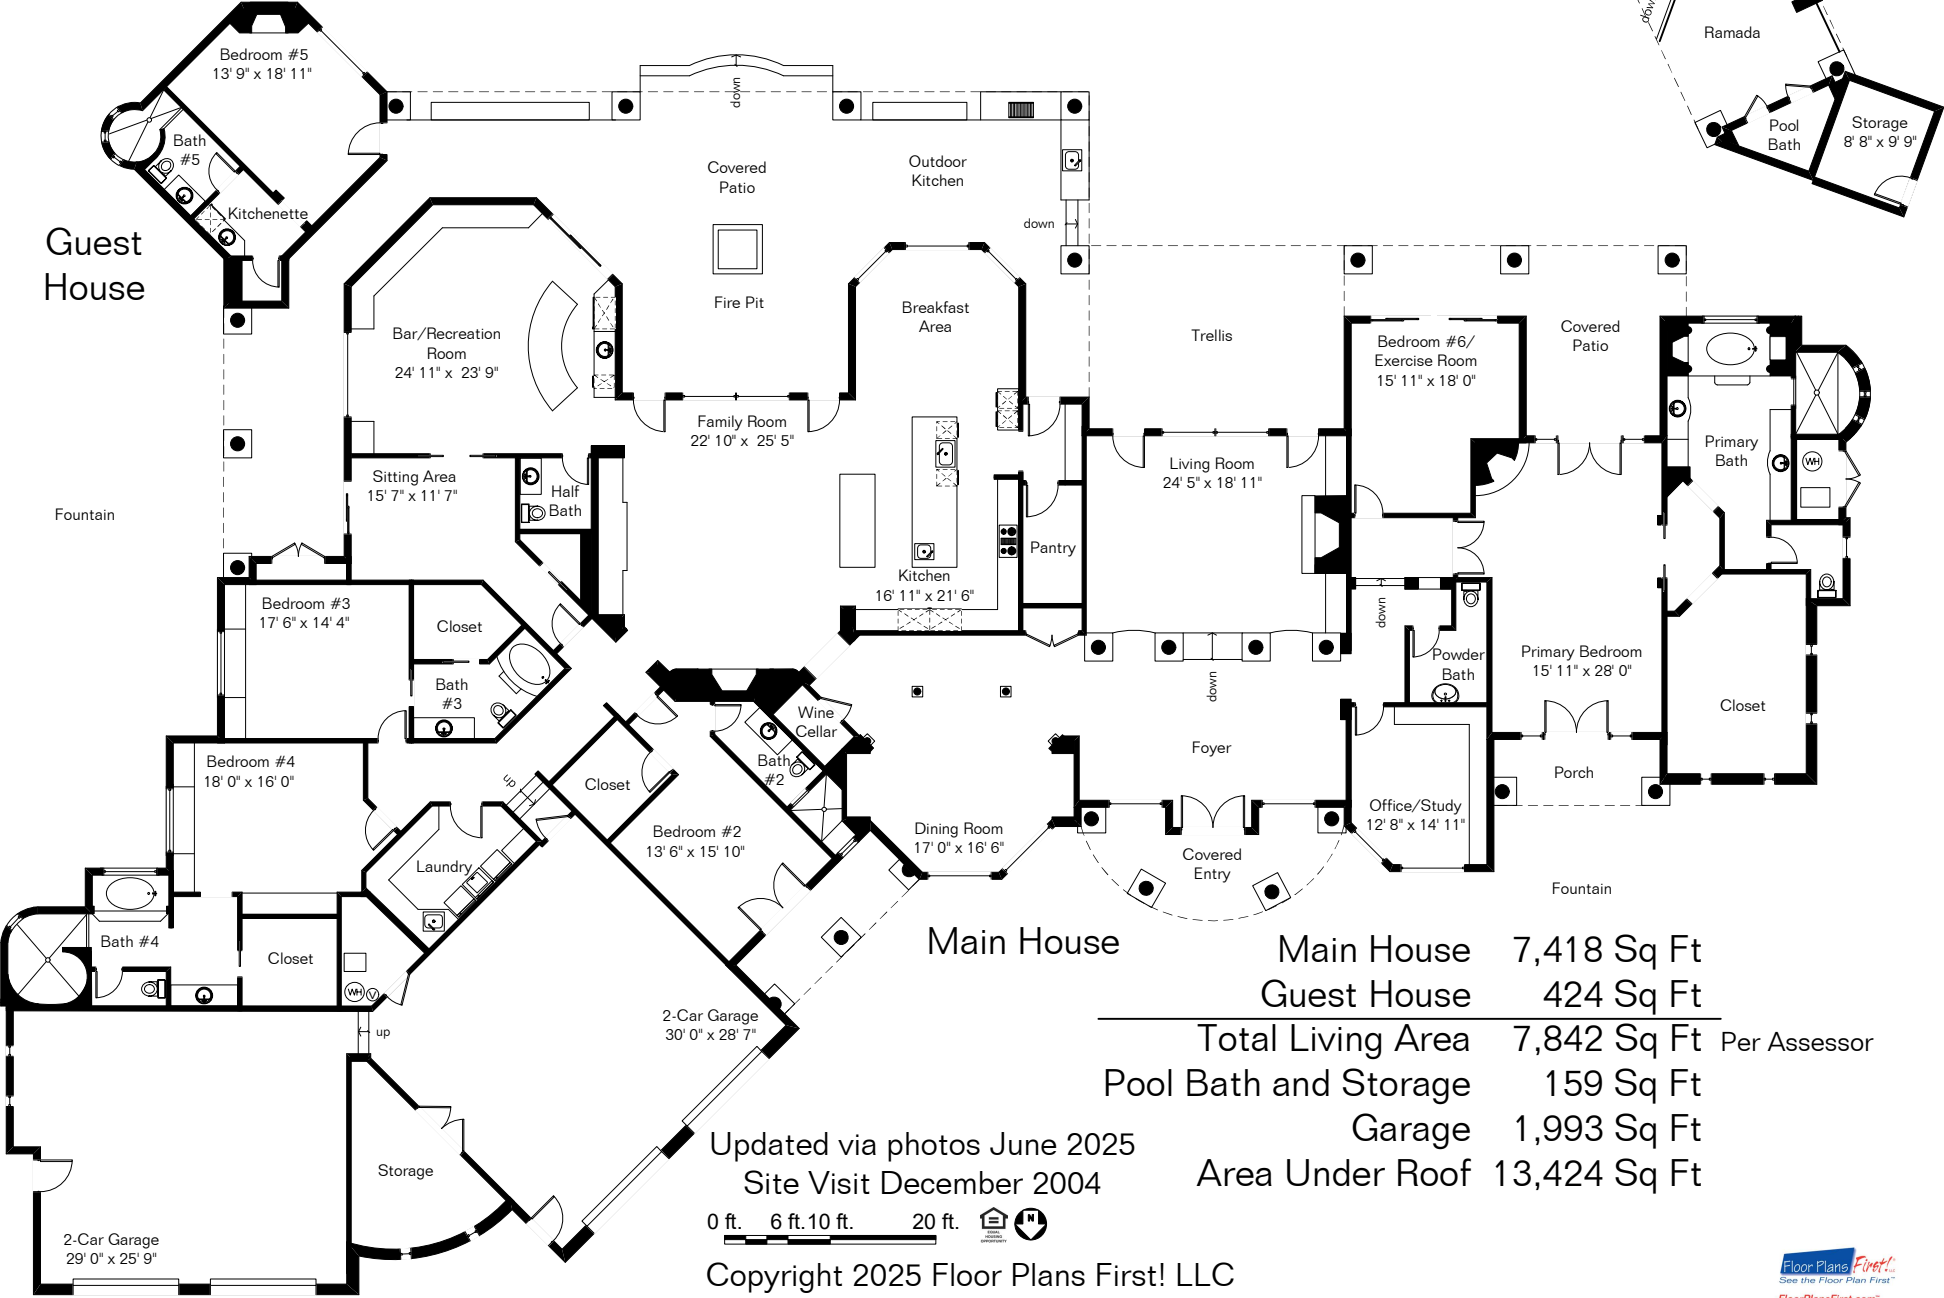 Bedroom #5
13' 9" x 18' 11"
Bath
#5
Kitchenette
Guest
House
Covered
Patio
down
Outdoor
Kitchen
down
Fire Pit
Ramada
down
Pool
Bath
Storage
8' 8" x 9' 9"
Bar/Recreation
Room
24' 11" x 23' 9"
Breakfast
Area
Trellis
Bedroom #6/
Exercise Room
15' 11" x 18' 0"
Covered
Patio
Family Room
22' 10" x 25' 5"
Living Room
24' 5" x 18' 11"
Primary
Bath
WH
Sitting Area
15' 7" x 11' 7"
Half
Bath
Fountain
Pantry
Kitchen
16' 11" x 21' 6"
Bedroom #3
17' 6" x 14' 4"
Closet
Bath
#3
down
down
Powder
Bath
Primary Bedroom
15' 11" x 28' 0"
Closet
Wine
Cellar
Foyer
Bedroom #4
18' 0" x 16' 0"
up
Closet
Bath
#2
Porch
Office/Study
12' 8" x 14' 11"
Bedroom #2
13' 6" x 15' 10"
Dining Room
17' 0" x 16' 6"
Covered
Entry
Laundry
Fountain
Bath #4
Closet
WH
V
Main House
up
2-Car Garage
30' 0" x 28' 7"
Main House 7,418 Sq Ft
Guest House 424 Sq Ft
Total Living Area 7,842 Sq Ft Per Assessor
Pool Bath and Storage 159 Sq Ft
Garage 1,993 Sq Ft
Area Under Roof 13,424 Sq Ft
Storage
2-Car Garage
29' 0" x 25' 9"
Updated via photos June 2025
Site Visit December 2004
0 ft. 6 ft. 10 ft. 20 ft.
EQUAL HOUSING
OPPORTUNITY
N
Copyright 2025 Floor Plans First! LLC
Floor Plans First!
See the Floor Plan First